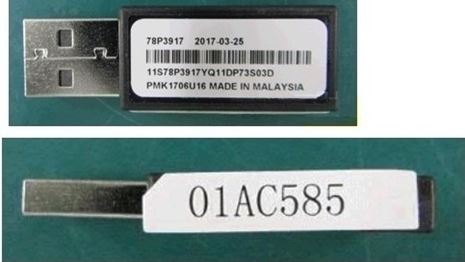 78P3917 2017-03-25
11S78P3917YQ11DP73S03D
PMK1706U16 MADE IN MALAYSIA
01AC585